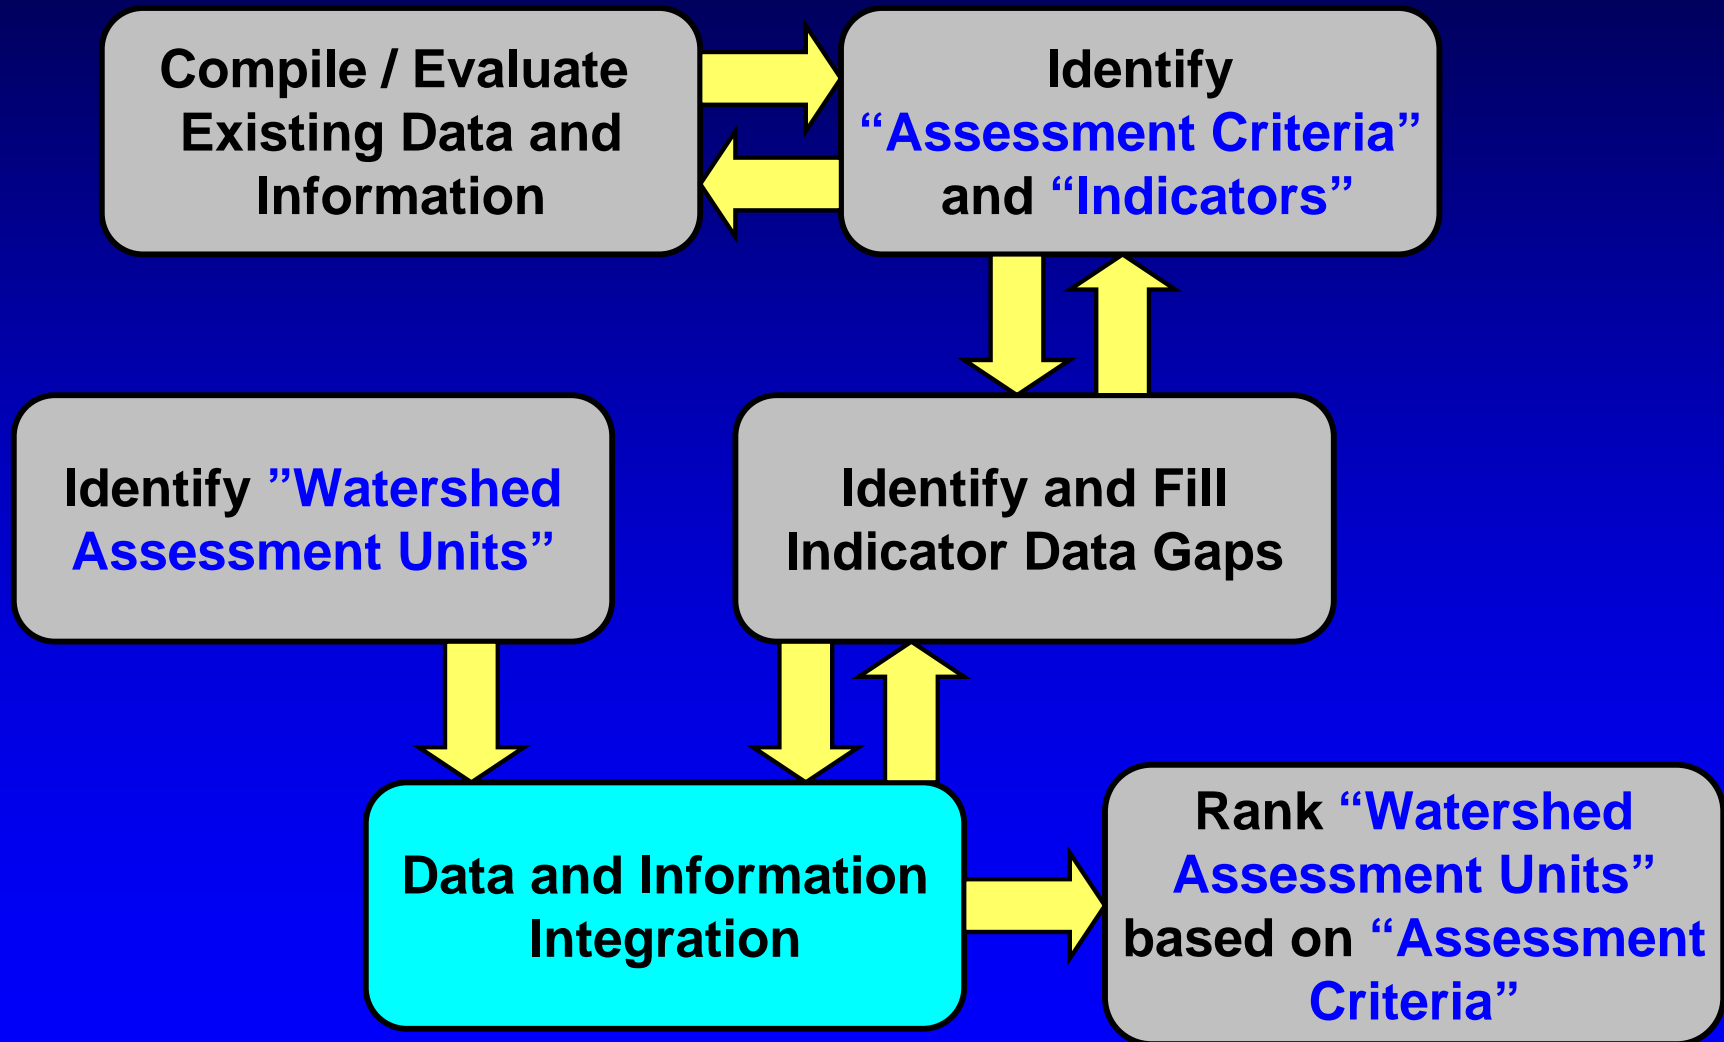 Compile / Evaluate
Existing Data and
Information
Identify
“Assessment Criteria”
and “Indicators”
Identify ”Watershed
Assessment Units”
Identify and Fill
Indicator Data Gaps
Data and Information
Integration
Rank “Watershed
Assessment Units”
based on “Assessment
Criteria”